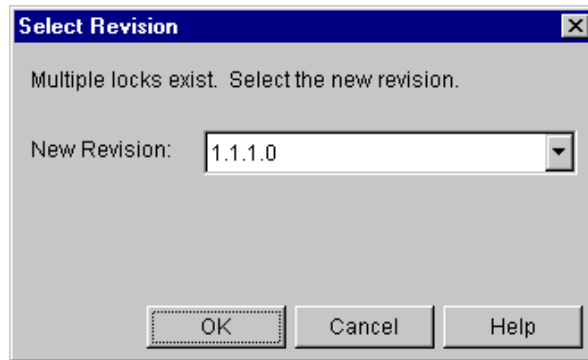 Select Revision
Multiple locks exist. Select the new revision.
New Revision: 1.1.1.0
OK Cancel Help